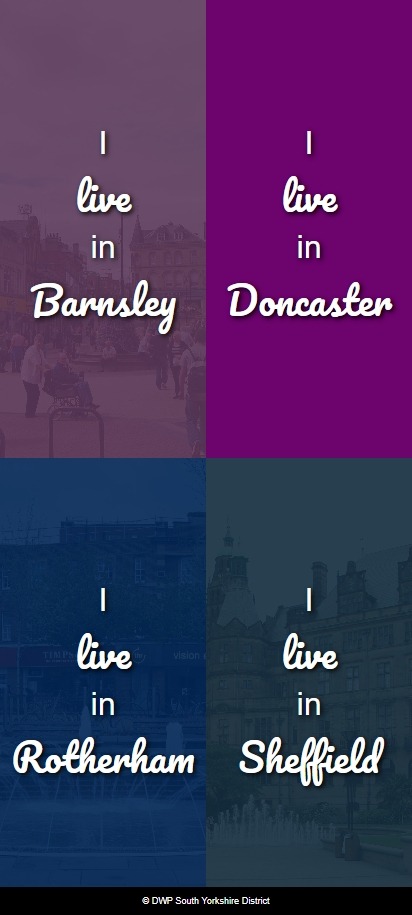 I
live
in
Barnsley
I
live
in
Doncaster
I
live
in
Rotherham
I
live
in
Sheffield
© DWP South Yorkshire District